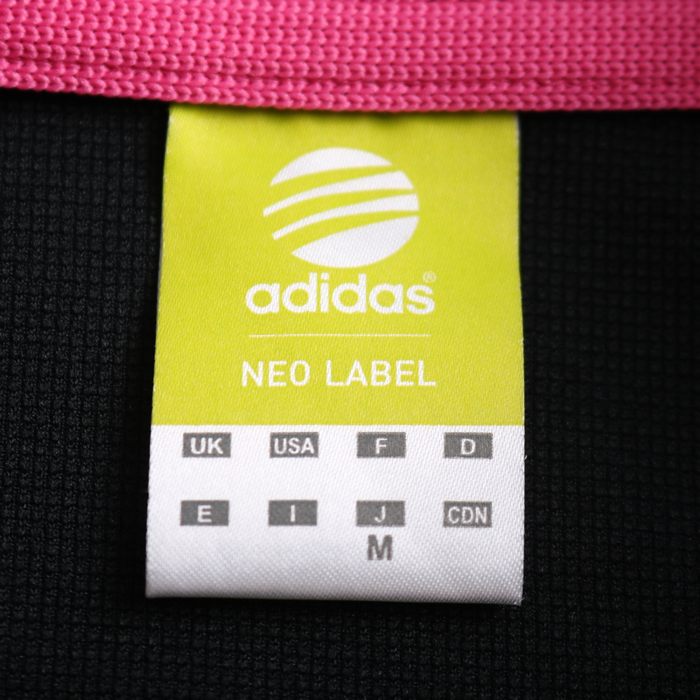 adidas®
NEO LABEL
UK USA F D
E I J CDN
M